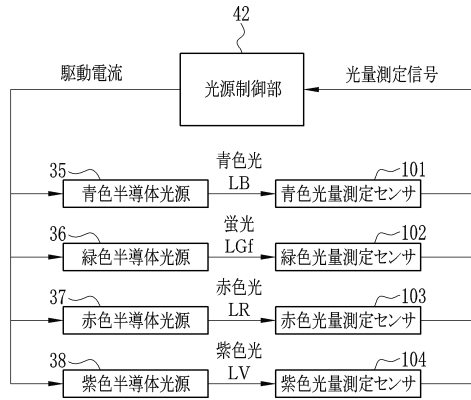 42
駆動電流
光源制御部
光量測定信号
35
青色半導体光源
青色光
LB
101
青色光量測定センサ
36
緑色半導体光源
蛍光
LGf
102
緑色光量測定センサ
37
赤色半導体光源
赤色光
LR
103
赤色光量測定センサ
38
紫色半導体光源
紫色光
LV
104
紫色光量測定センサ